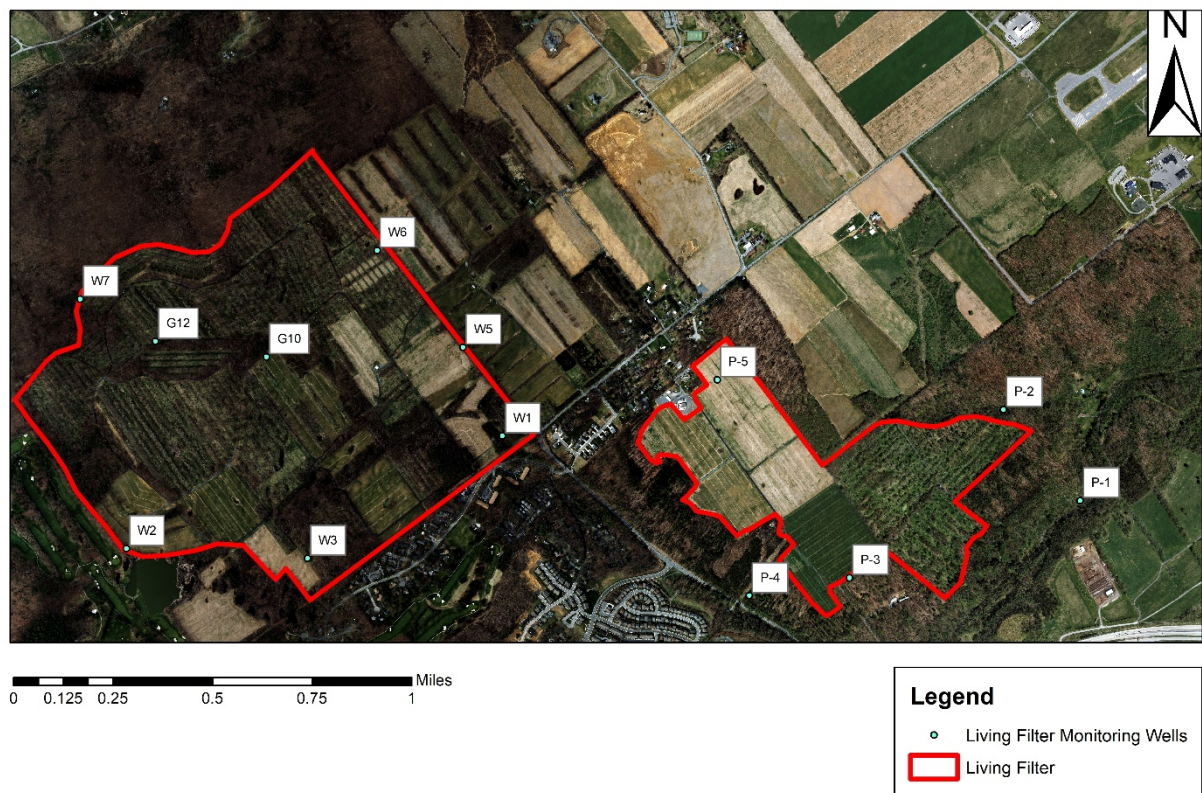 N
W6
W7
G12
G10
W5
P-5
W1
P-2
P-1
W2
W3
P-4
P-3
0 0.125 0.25 0.5 0.75 1 Miles
Legend
Living Filter Monitoring Wells
Living Filter